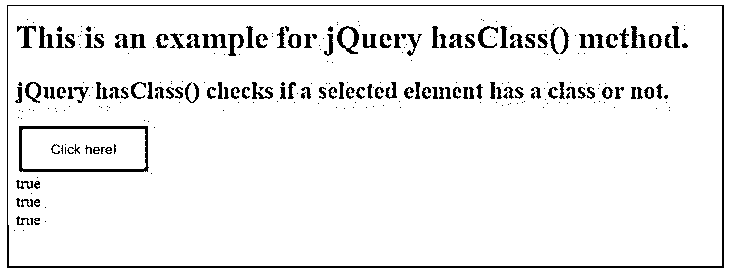 This is an example for jQuery hasClass() method.
jQuery hasClass() checks if a selected element has a class or not.
Click here!
true
true
true